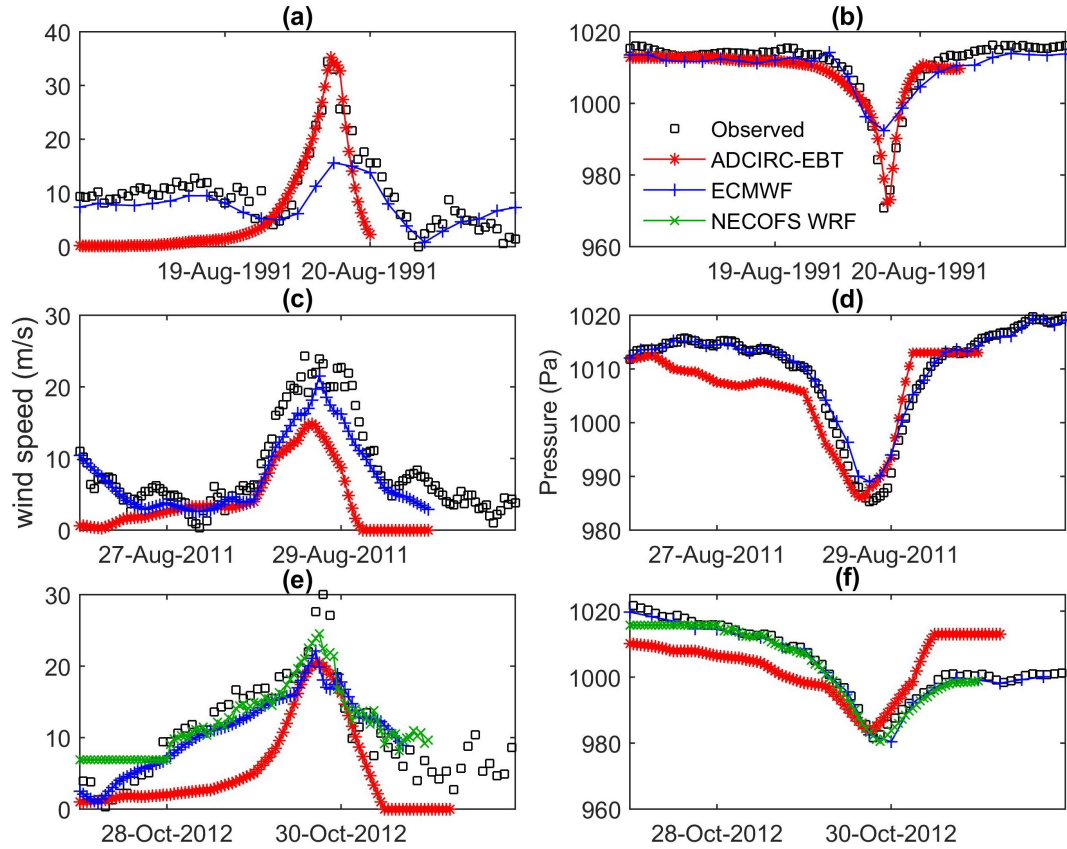 (a)
40
30
20
10
0
19-Aug-1991 20-Aug-1991
(b)
1020
1000
980
960
19-Aug-1991 20-Aug-1991
Observed
ADCIRC-EBT
ECMWF
NECOFS WRF
(c)
30
20
10
0
27-Aug-2011 29-Aug-2011
wind speed (m/s)
(d)
1020
1010
1000
990
980
27-Aug-2011 29-Aug-2011
Pressure (Pa)
(e)
30
20
10
0
28-Oct-2012 30-Oct-2012
(f)
1020
1000
980
960
28-Oct-2012 30-Oct-2012